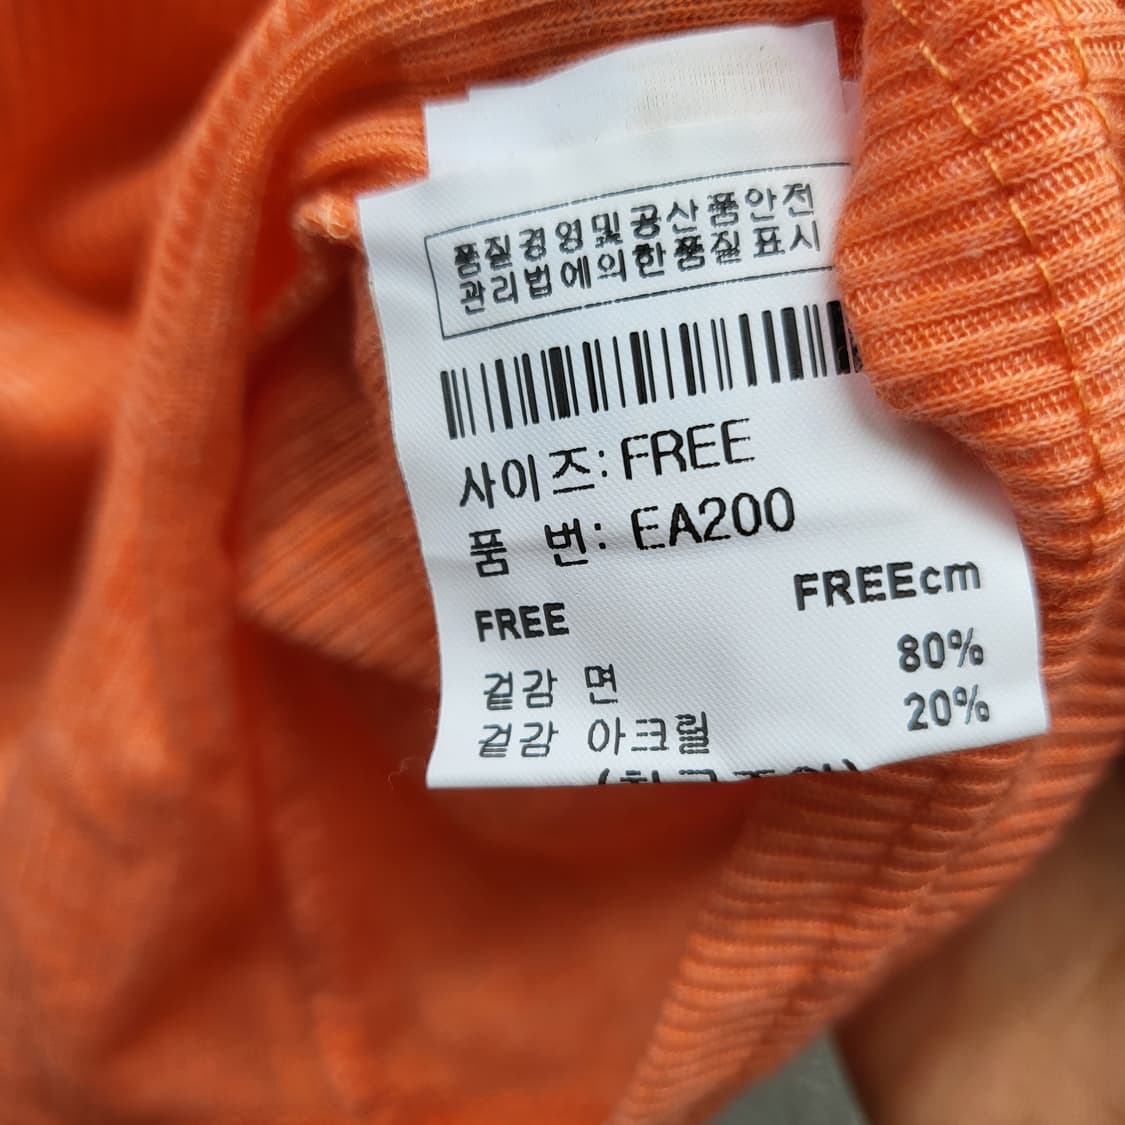 품질경영및공산품안전
관리법에의한품질표시
사이즈: FREE
품 번: EA200
FREE FREEcm
겉감 면 80%
겉감 아크릴 20%